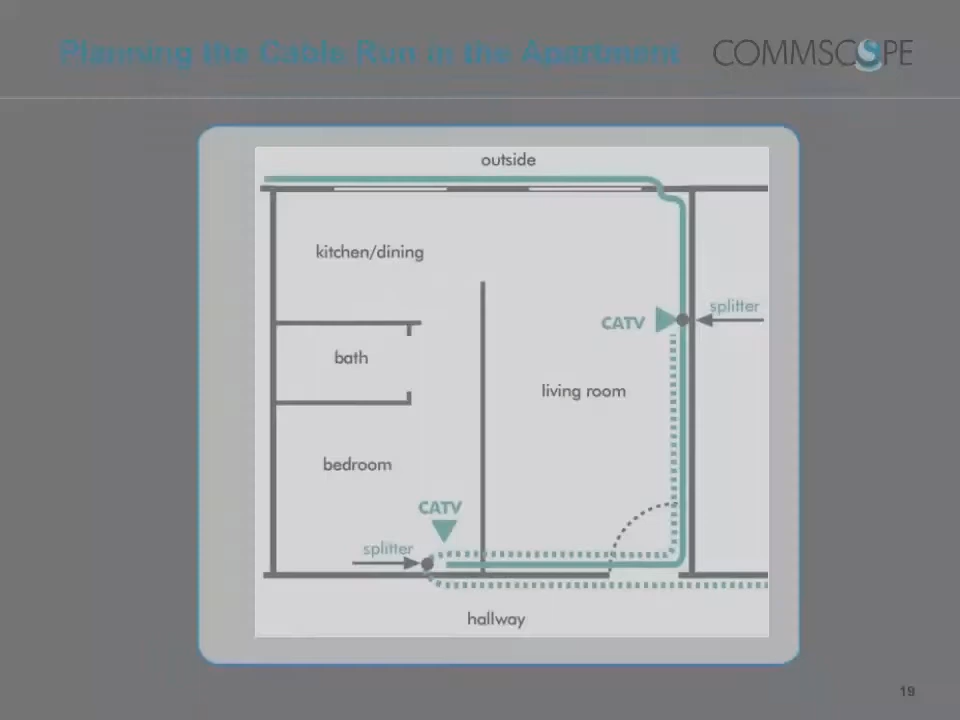 Planning the Cable Run in the Apartment
COMMSCOPE
outside
kitchen/dining
splitter
CATV
bath
living room
bedroom
CATV
splitter
hallway
19